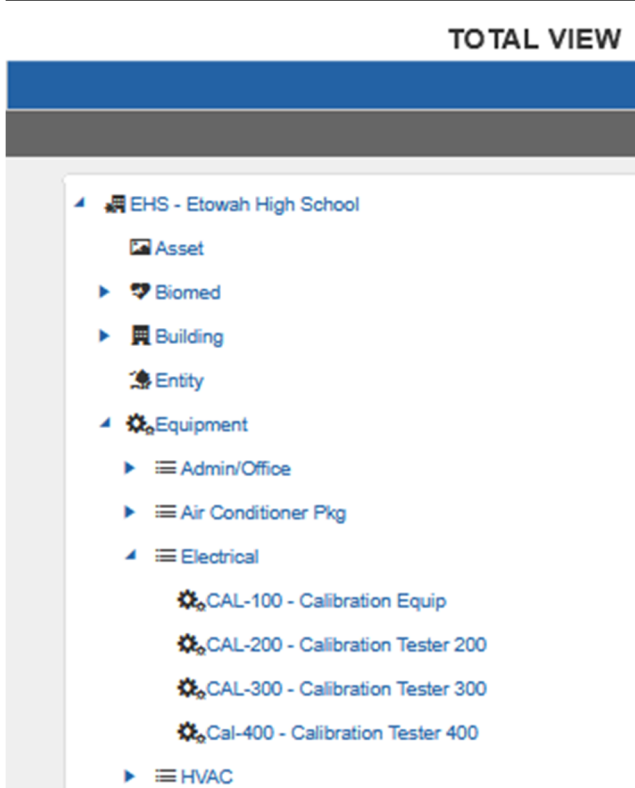 TOTAL VIEW
EHS - Etowah High School
Asset
Biomed
Building
Entity
Equipment
Admin/Office
Air Conditioner Pkg
Electrical
CAL-100 - Calibration Equip
CAL-200 - Calibration Tester 200
CAL-300 - Calibration Tester 300
Cal-400 - Calibration Tester 400
HVAC